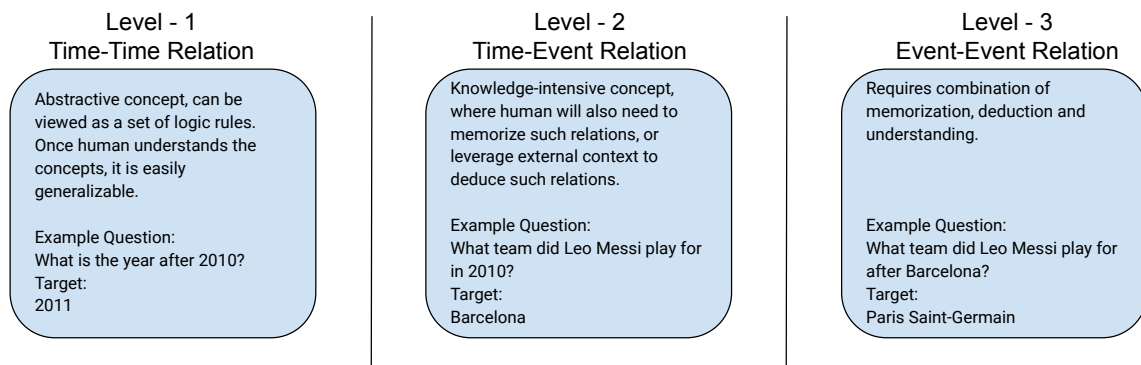 Level - 1
Time-Time Relation
Abstractive concept, can be
viewed as a set of logic rules.
Once human understands the
concepts, it is easily
generalizable.
Example Question:
What is the year after 2010?
Target:
2011
Level - 2
Time-Event Relation
Knowledge-intensive concept,
where human will also need to
memorize such relations, or
leverage external context to
deduce such relations.
Example Question:
What team did Leo Messi play for
in 2010?
Target:
Barcelona
Level - 3
Event-Event Relation
Requires combination of
memorization, deduction and
understanding.
Example Question:
What team did Leo Messi play for
after Barcelona?
Target:
Paris Saint-Germain